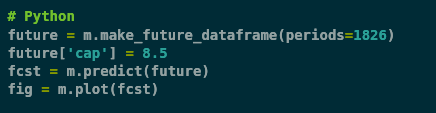 # Python
future = m.make_future_dataframe(periods=1826)
future['cap'] = 8.5
fcst = m.predict(future)
fig = m.plot(fcst)